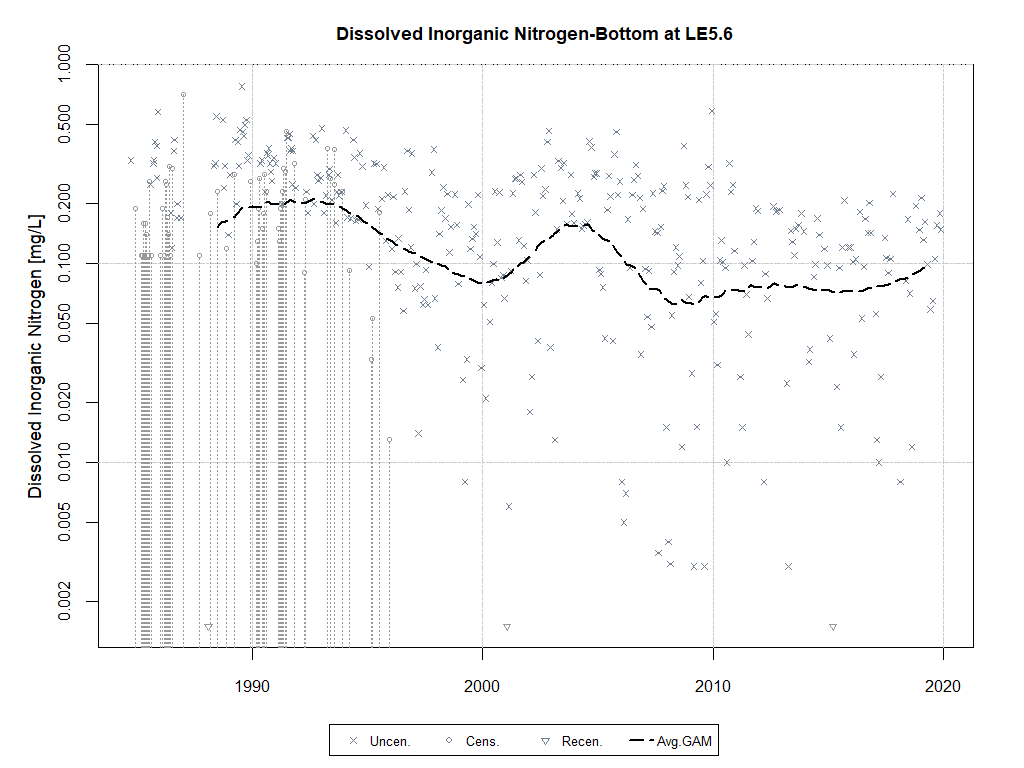 Dissolved Inorganic Nitrogen-Bottom at LE5.6
Dissolved Inorganic Nitrogen [mg/L]
1.000
0.500
0.200
0.100
0.050
0.020
0.010
0.005
0.002
1990 2000 2010 2020
Uncen. Cens. Recen. Avg.GAM